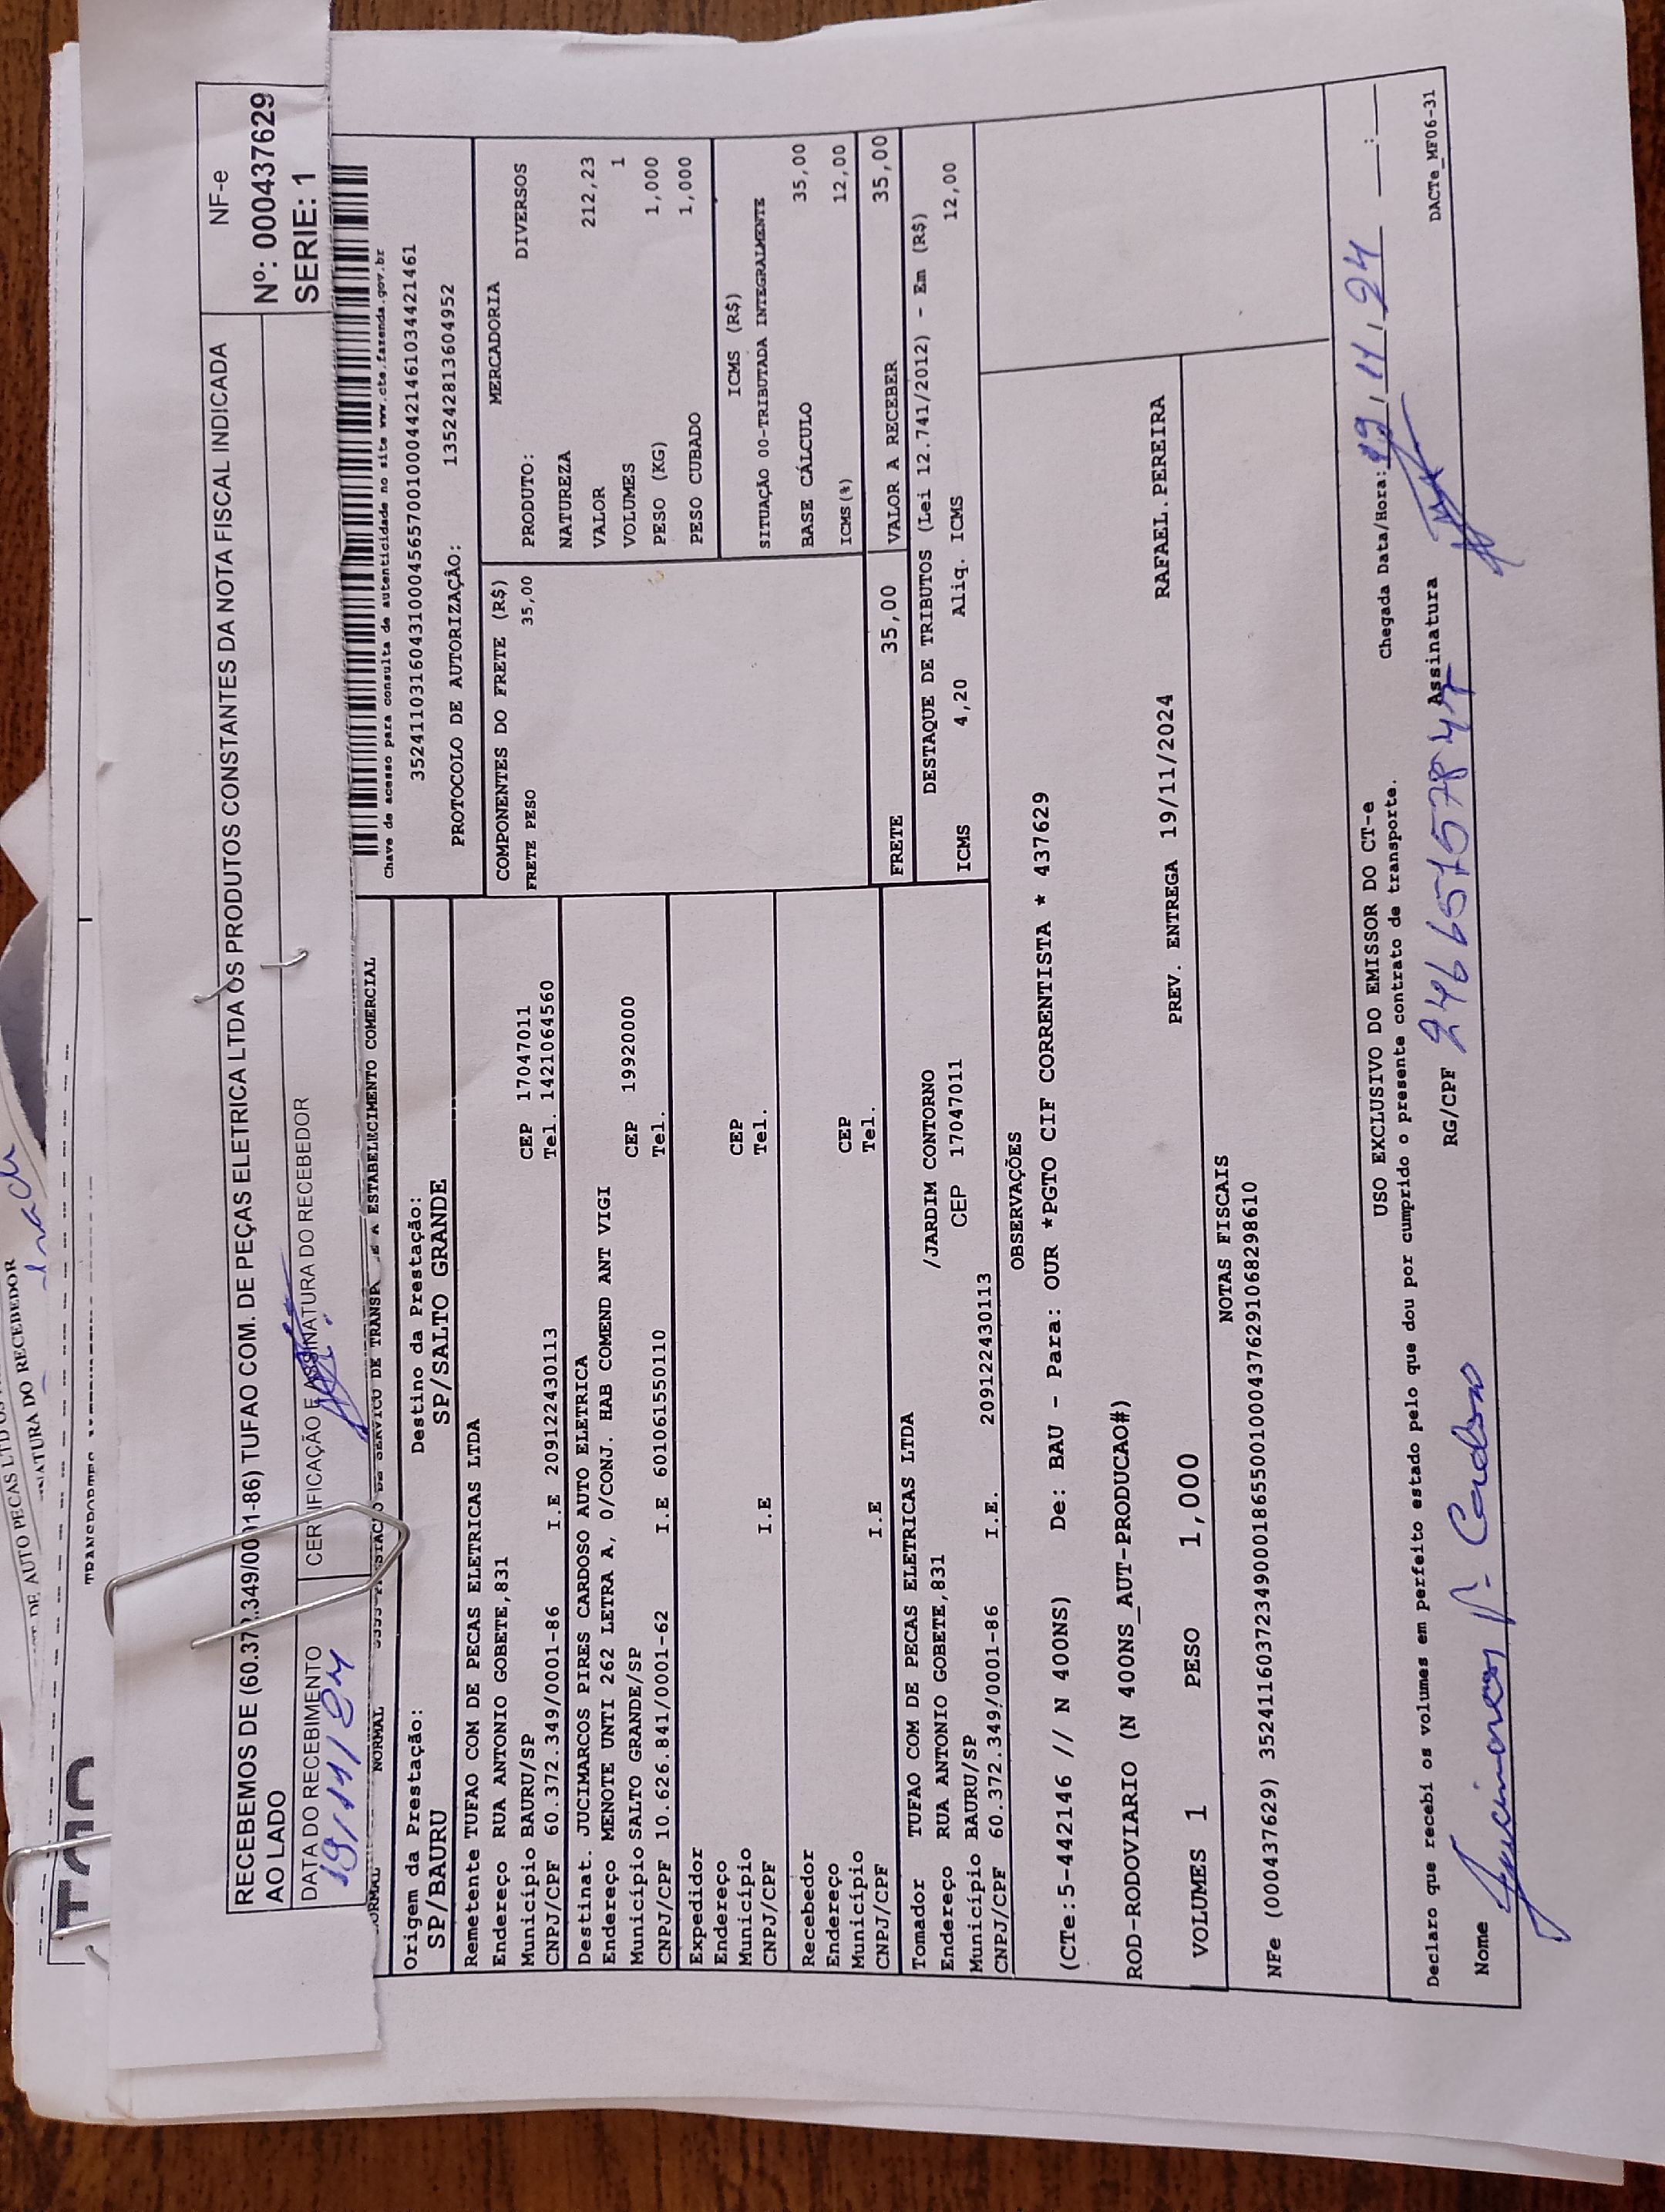 DE AUTO PECAS LTD
NATURA DO RECEBEDOR
RECEBEMOS DE (60.372.349/0001-86) TUFAO COM. DE PEÇAS ELETRICA LTDA OS PRODUTOS CONSTANTES DA NOTA FISCAL INDICADA
AO LADO
DATA DO RECEBIMENTO
19/11/24
CERTIFICAÇÃO E ASSINATURA DO RECEBEDOR
NF-e
Nº: 000437629
SERIE: 1
NORMAL
A ESTABELECIMENTO COMERCIAL
Chave de acesso para consulta de autenticidade no site www.cte.fazenda.gov.br
PROTOCOLO DE AUTORIZAÇÃO:
135242813604952
Origem da Prestação:
SP/BAURU
Destino da Prestação:
SP/SALTO GRANDE
Remetente TUFAO COM DE PECAS ELETRICAS LTDA
Endereço RUA ANTONIO GOBETE,831
Município BAURU/SP CEP 17047011
CNPJ/CPF 60.372.349/0001-86 I.E 209122430113 Tel. 1421064560
Destinat. JUCIMARCOS PIRES CARDOSO AUTO ELETRICA
Endereço MENOTE UNTI 262 LETRA A, 0/CONJ. HAB COMEND ANT VIGI
Município SALTO GRANDE/SP CEP 19920000
CNPJ/CPF 10.626.841/0001-62 I.E 601061550110 Tel.
Expedidor
Endereço
Município CEP
CNPJ/CPF I.E Tel.
Recebedor
Endereço
Município CEP
CNPJ/CPF I.E Tel.
Tomador TUFAO COM DE PECAS ELETRICAS LTDA
Endereço RUA ANTONIO GOBETE,831 /JARDIM CONTORNO
Município BAURU/SP CEP 17047011
CNPJ/CPF 60.372.349/0001-86 I.E. 209122430113
COMPONENTES DO FRETE (R$)
FRETE PESO 35,00
MERCADORIA
PRODUTO: DIVERSOS
NATUREZA
VALOR 212,23
VOLUMES 1
PESO (KG) 1,000
PESO CUBADO 1,000
ICMS (R$)
SITUAÇÃO 00-TRIBUTADA INTEGRALMENTE
BASE CÁLCULO 35,00
ICMS(%) 12,00
FRETE 35,00 VALOR A RECEBER 35,00
DESTAQUE DE TRIBUTOS (Lei 12.741/2012) - Em (R$)
ICMS 4,20 Aliq. ICMS 12,00
OBSERVAÇÕES
(CTe:5-442146 // N 400NS) De: BAU - Para: OUR *PGTO CIF CORRENTISTA * 437629
ROD-RODOVIARIO (N 400NS_AUT-PRODUCAO#)
PREV. ENTREGA 19/11/2024 RAFAEL.PEREIRA
VOLUMES 1 PESO 1,000
NOTAS FISCAIS
NFe (000437629) 35241160372349000186550010004376291068298610
USO EXCLUSIVO DO EMISSOR DO CT-e
Declaro que recebi os volumes em perfeito estado pelo que dou por cumprido o presente contrato de transporte.
Chegada Data/Hora: 19,11,24 :
Nome Jucimarcos P. Cardoso RG/CPF Assinatura
DACTe_MF06-31